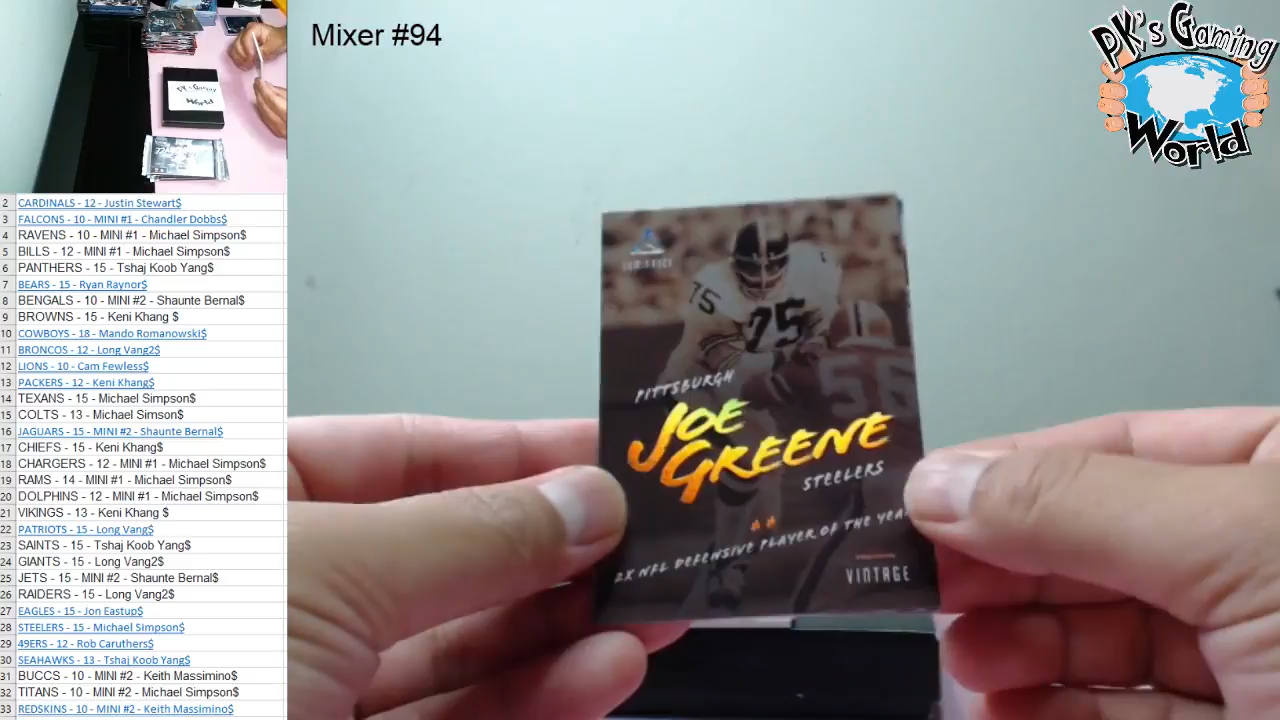 Mixer #94
PK's Gaming
World
PK's Gaming
World
2 CARDINALS - 12 - Justin Stewart$
3 FALCONS - 10 - MINI #1 - Chandler Dobbs$
4 RAVENS - 10 - MINI #1 - Michael Simpson$
5 BILLS - 12 - MINI #1 - Michael Simpson$
6 PANTHERS - 15 - Tshaj Koob Yang$
7 BEARS - 15 - Ryan Raynor$
8 BENGALS - 10 - MINI #2 - Shaunte Bernal$
9 BROWNS - 15 - Keni Khang $
10 COWBOYS - 18 - Mando Romanowski$
11 BRONCOS - 12 - Long Vang2$
12 LIONS - 10 - Cam Fewless$
13 PACKERS - 12 - Keni Khang$
14 TEXANS - 15 - Michael Simpson$
15 COLTS - 13 - Michael Simson$
16 JAGUARS - 15 - MINI #2 - Shaunte Bernal$
17 CHIEFS - 15 - Keni Khang$
18 CHARGERS - 12 - MINI #1 - Michael Simpson$
19 RAMS - 14 - MINI #1 - Michael Simpson$
20 DOLPHINS - 12 - MINI #1 - Michael Simpson$
21 VIKINGS - 13 - Keni Khang $
22 PATRIOTS - 15 - Long Vang$
23 SAINTS - 15 - Tshaj Koob Yang$
24 GIANTS - 15 - Long Vang2$
25 JETS - 15 - MINI #2 - Shaunte Bernal$
26 RAIDERS - 15 - Long Vang2$
27 EAGLES - 15 - Jon Eastup$
28 STEELERS - 15 - Michael Simpson$
29 49ERS - 12 - Rob Caruthers$
30 SEAHAWKS - 13 - Tshaj Koob Yang$
31 BUCCS - 10 - MINI #2 - Keith Massimino$
32 TITANS - 10 - MINI #2 - Michael Simpson$
33 REDSKINS - 10 - MINI #2 - Keith Massimino$
75
75
56
PITTSBURGH
JOE
GREENE
STEELERS
2X NFL DEFENSIVE PLAYER OF THE YEA
VINTAGE